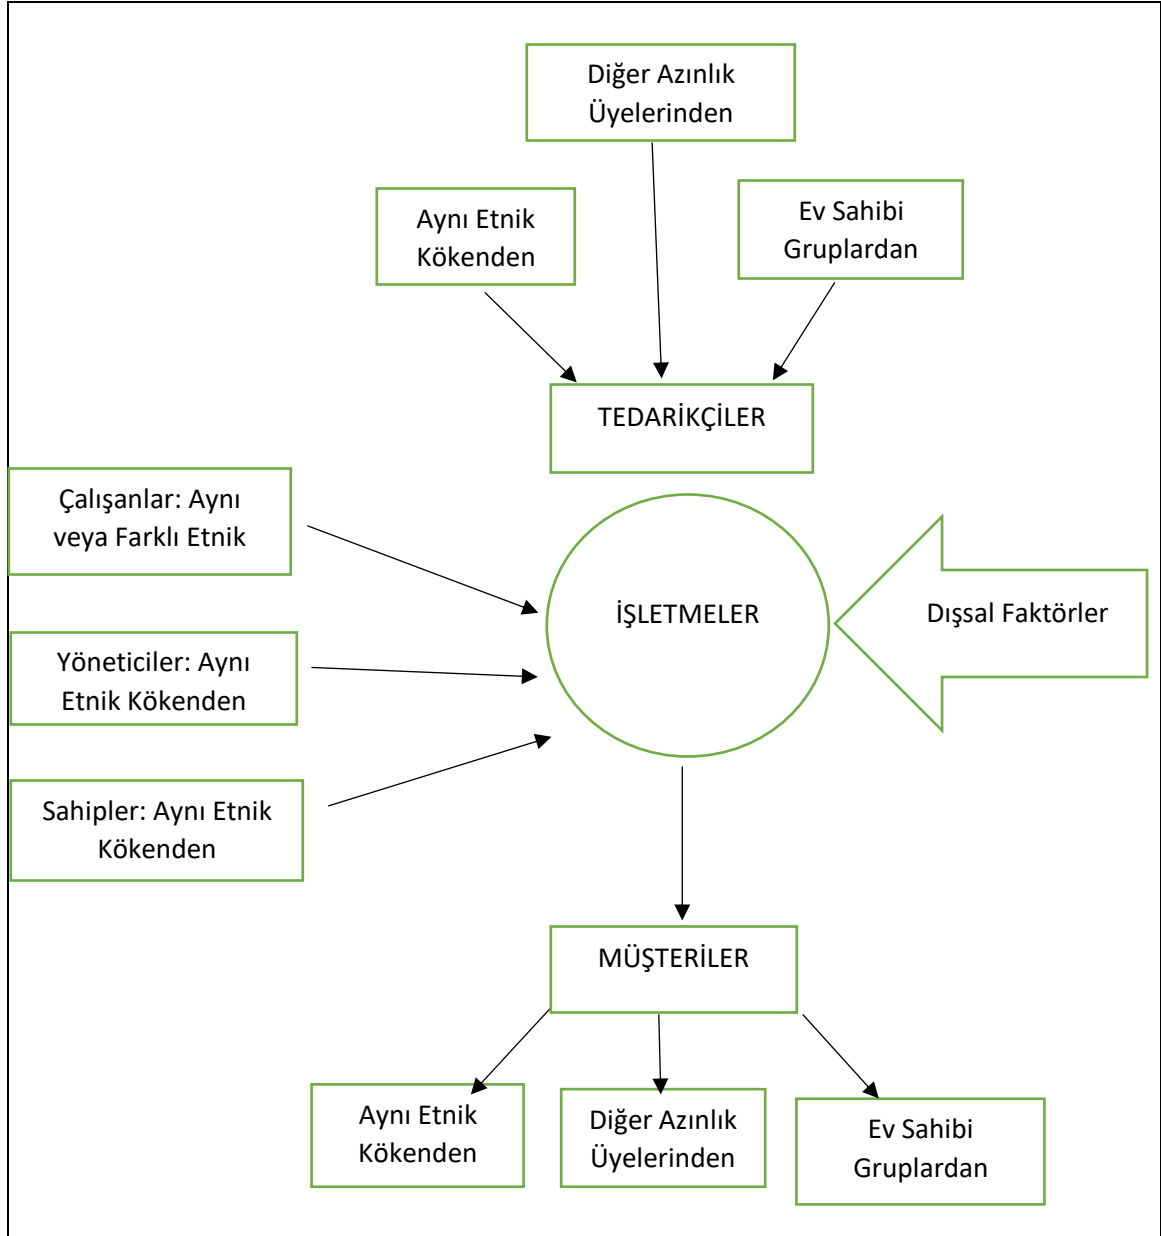 Diğer Azınlık
Üyelerinden
Aynı Etnik
Kökenden
Ev Sahibi
Gruplardan
TEDARİKÇİLER
Çalışanlar: Aynı
veya Farklı Etnik
İŞLETMELER
Dışsal Faktörler
Yöneticiler: Aynı
Etnik Kökenden
Sahipler: Aynı Etnik
Kökenden
MÜŞTERİLER
Aynı Etnik
Kökenden
Diğer Azınlık
Üyelerinden
Ev Sahibi
Gruplardan